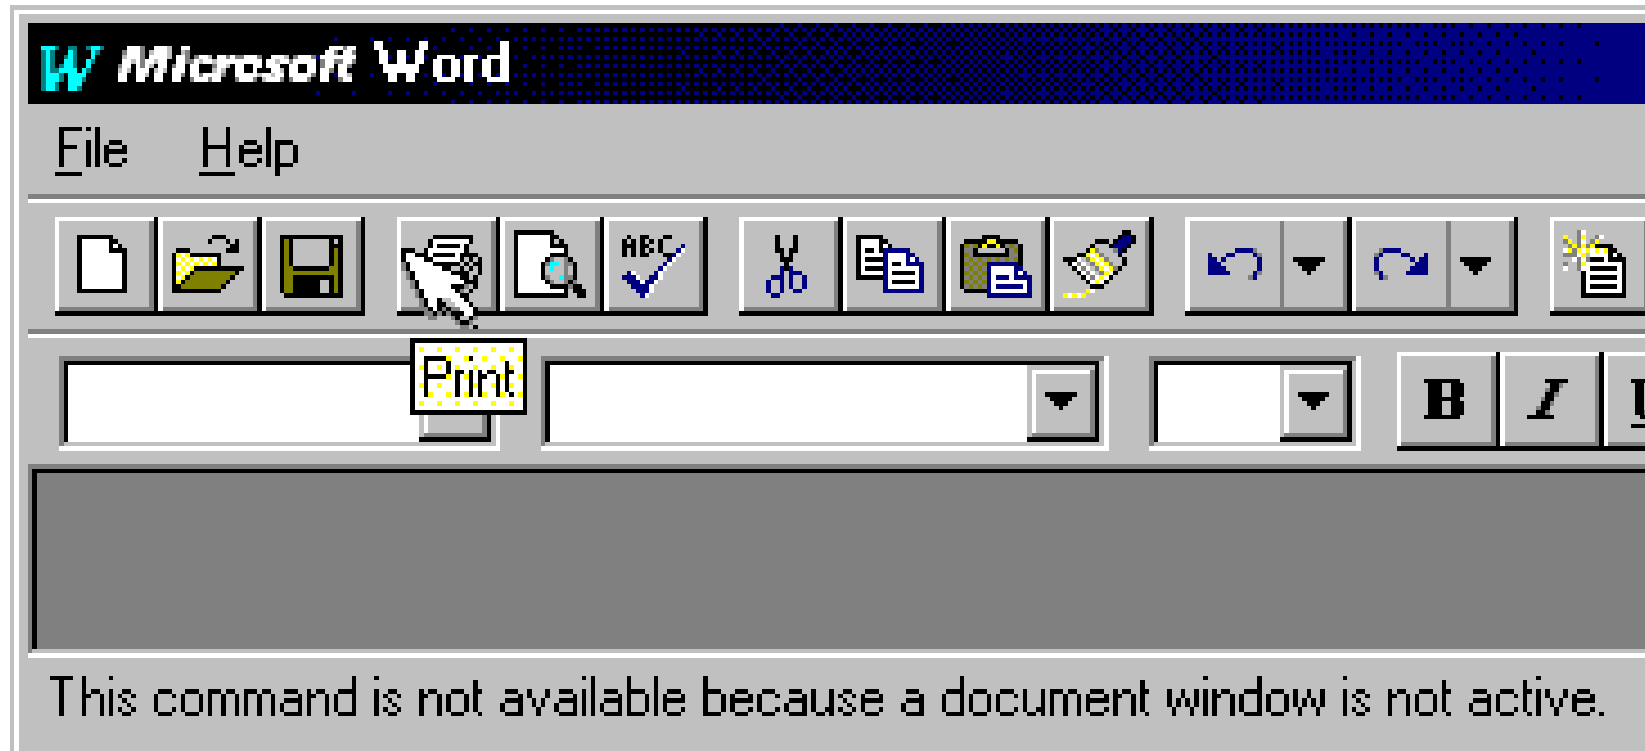 W Microsoft Word
File Help
ABC
Print
B I U
This command is not available because a document window is not active.